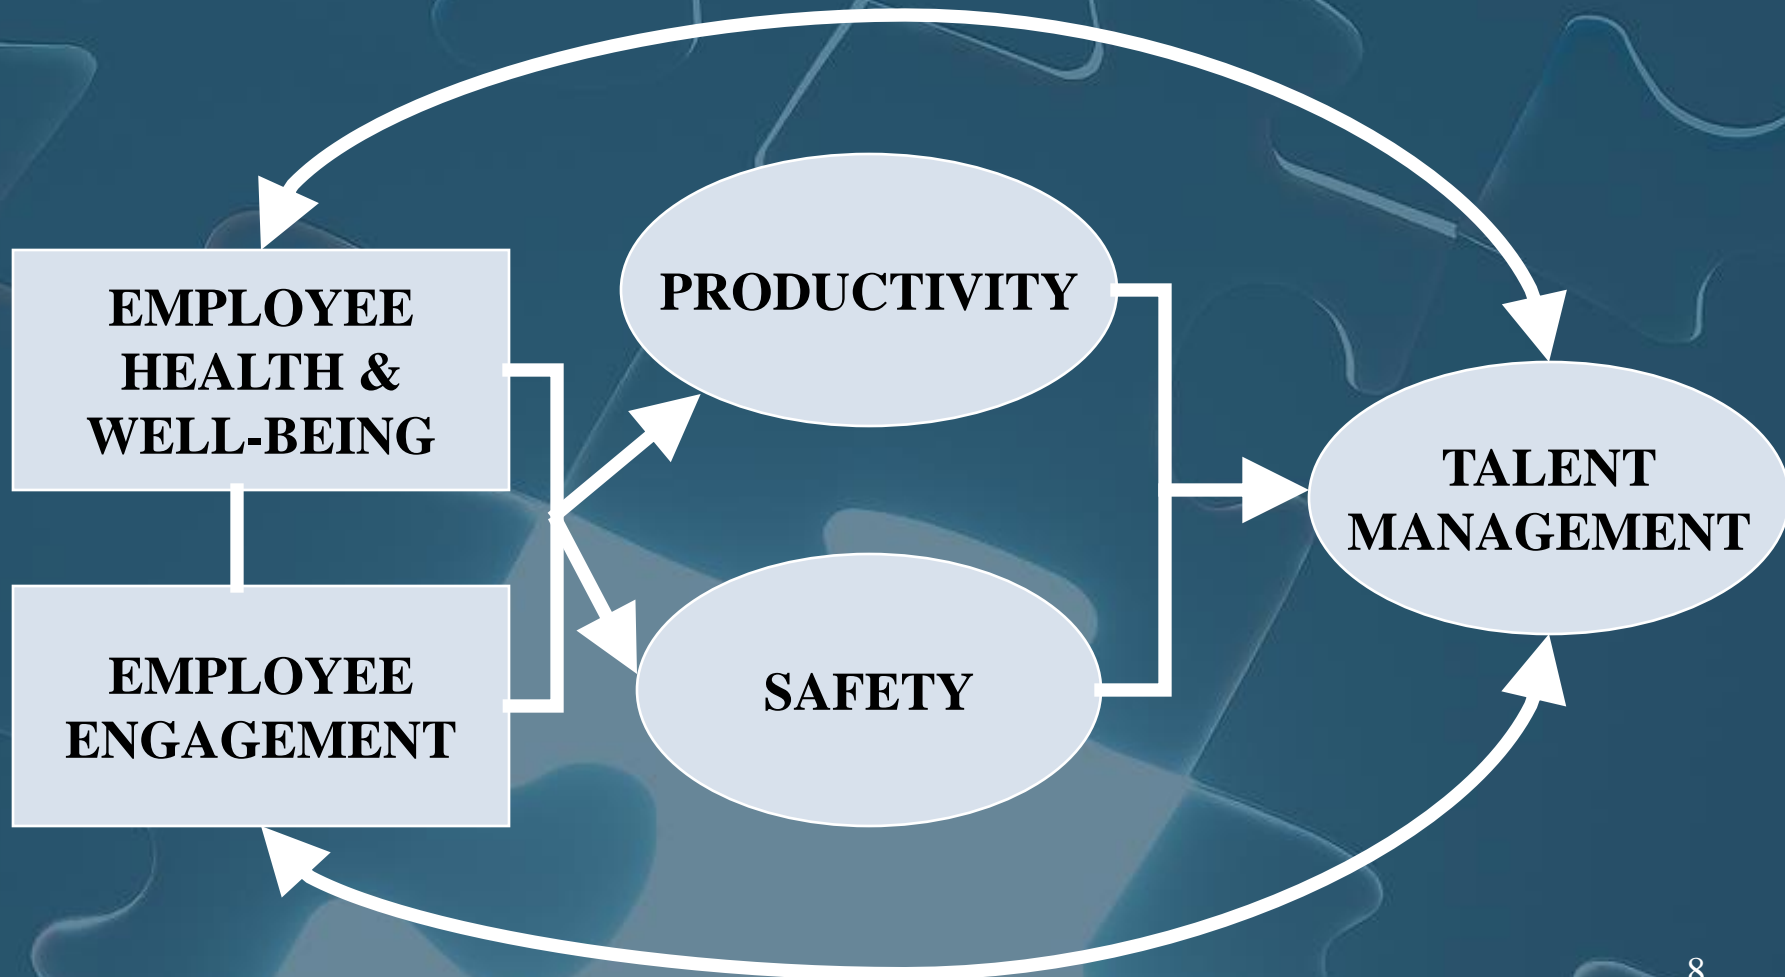 EMPLOYEE
HEALTH &
WELL-BEING
PRODUCTIVITY
TALENT
MANAGEMENT
EMPLOYEE
ENGAGEMENT
SAFETY
8